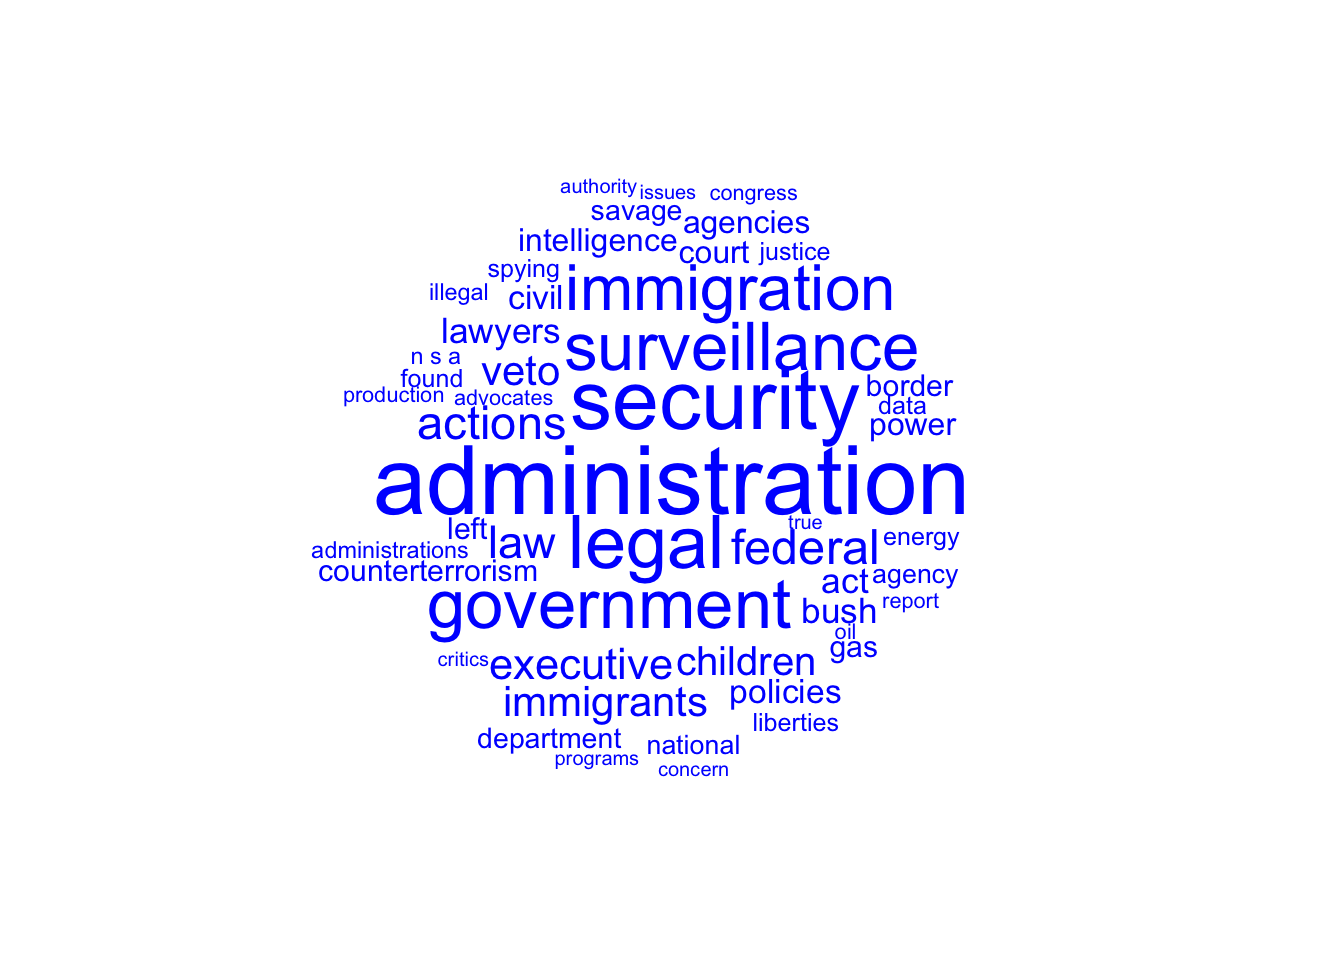 authority issues congress
savage agencies
intelligence court justice
spying immigration
illegal civil
lawyers surveillance
n s a veto
found security border
production advocates data
actions power
administration
left law legal true federal energy
administrations
counterterrorism act agency
government bush report
oil
gas
critics executive children
immigrants policies
liberties
department national
programs concern